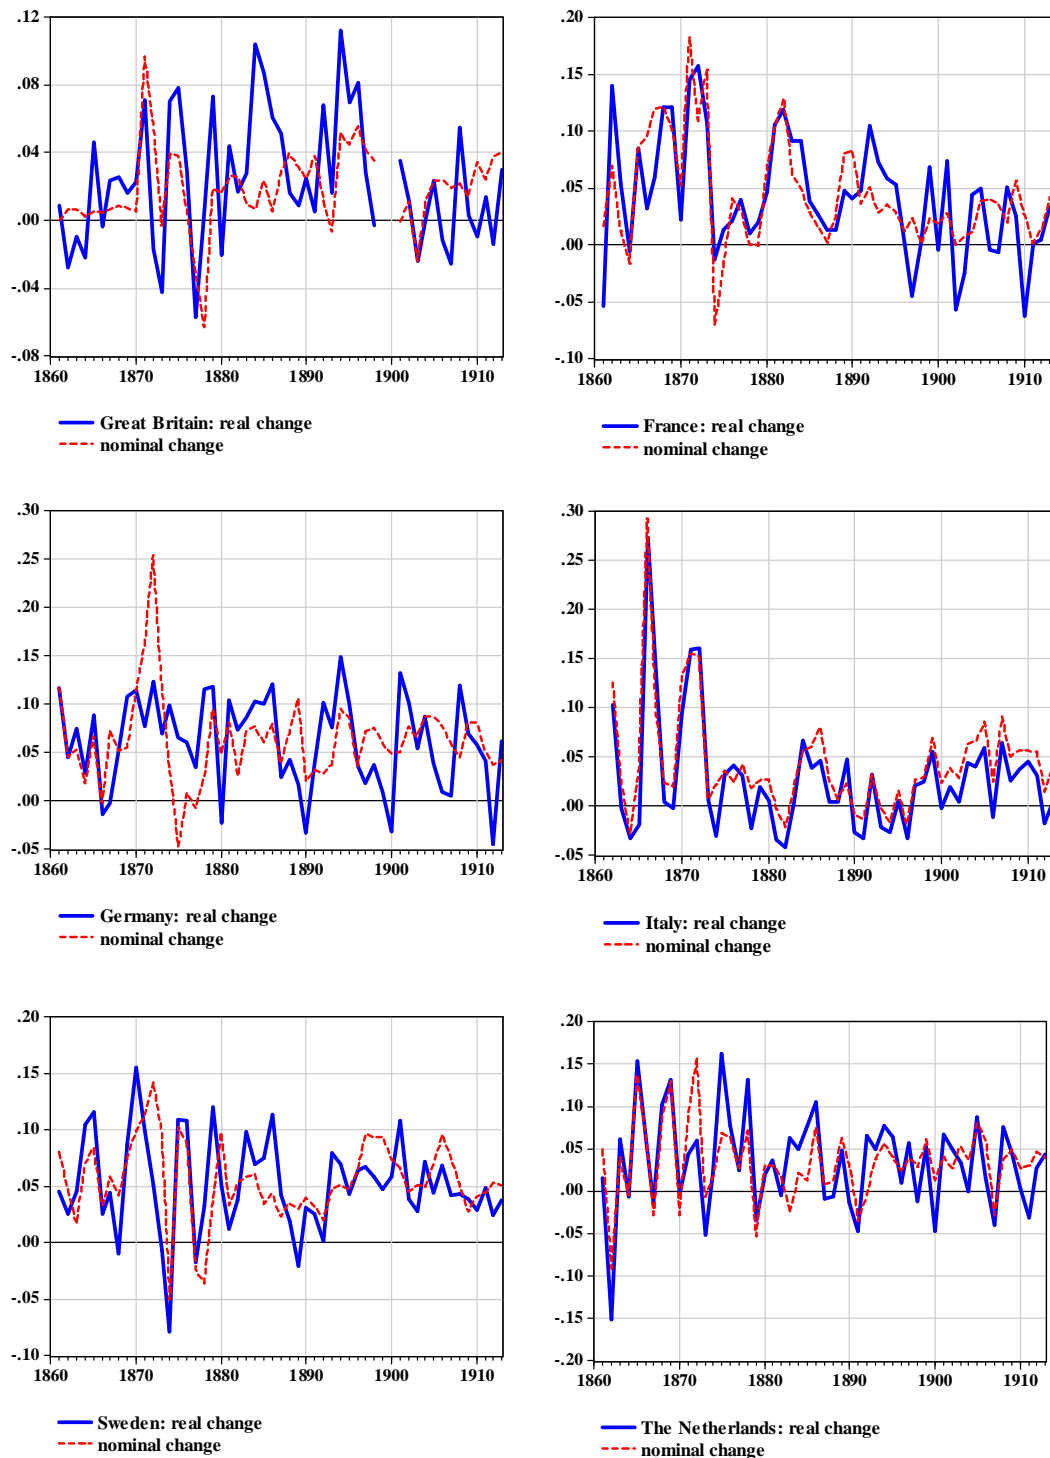 .12
.08
.04
.00
-.04
-.08
1860 1870 1880 1890 1900 1910
Great Britain: real change
nominal change
.20
.15
.10
.05
.00
-.05
-.10
1860 1870 1880 1890 1900 1910
France: real change
nominal change
.30
.25
.20
.15
.10
.05
.00
-.05
1860 1870 1880 1890 1900 1910
Germany: real change
nominal change
.30
.25
.20
.15
.10
.05
.00
-.05
1860 1870 1880 1890 1900 1910
Italy: real change
nominal change
.20
.15
.10
.05
.00
-.05
-.10
1860 1870 1880 1890 1900 1910
Sweden: real change
nominal change
.20
.15
.10
.05
.00
-.05
-.10
-.15
-.20
1860 1870 1880 1890 1900 1910
The Netherlands: real change
nominal change